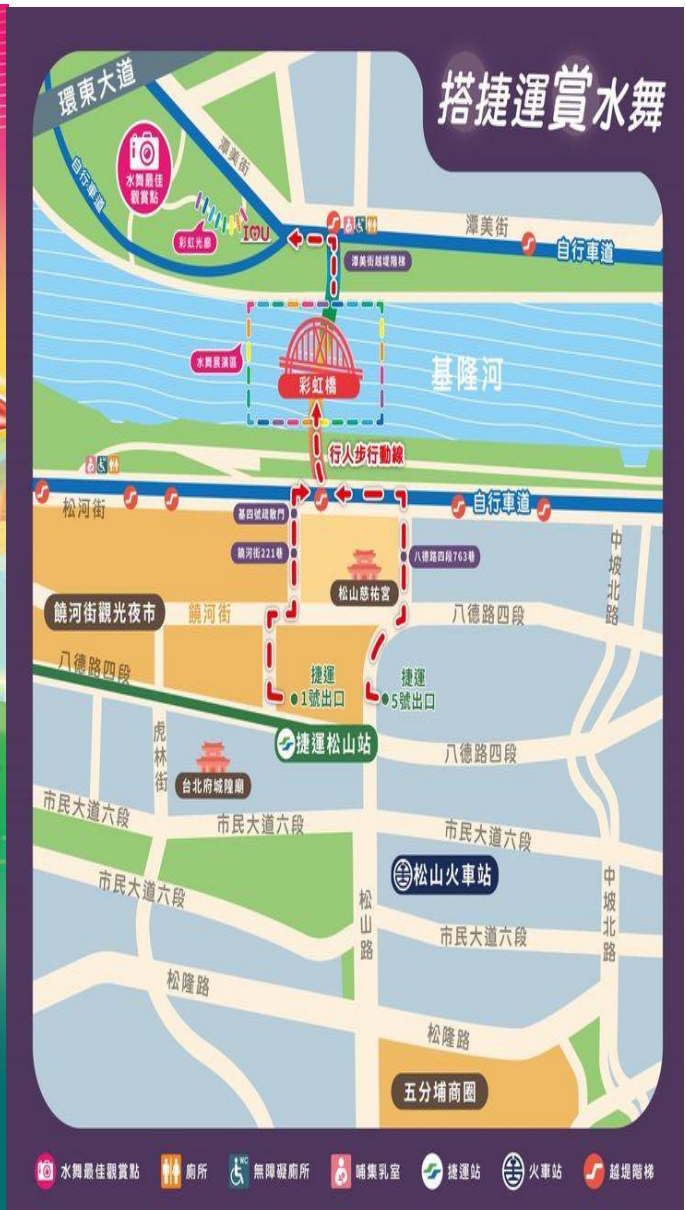 搭捷運賞水舞
環東大道
水舞最佳
觀賞點
自行車道
潭美街
彩虹光廊
IOU
潭美街越堤階梯
潭美街
自行車道
水舞展演區
彩虹橋
基隆河
行人步行動線
松河街
基四號疏散門
自行車道
饒河街221巷
八德路四段763巷
中坡北路
松山慈祐宮
饒河街觀光夜市
饒河街
八德路四段
八德路四段
捷運
1號出口
捷運
5號出口
捷運松山站
虎林街
台北府城隍廟
八德路四段
市民大道六段
市民大道六段
市民大道六段
松山火車站
市民大道六段
松山路
市民大道六段
中坡北路
松隆路
松隆路
五分埔商圈
水舞最佳觀賞點
廁所
WC
無障礙廁所
哺集乳室
捷運站
火車站
越堤階梯